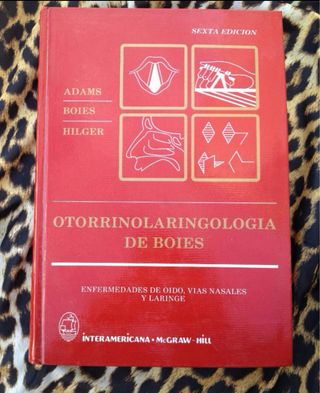 SEXTA EDICION
ADAMS
BOIES
HILGER
OTORRINOLARINGOLOGIA
DE BOIES
ENFERMEDADES DE OIDO, VIAS NASALES
Y LARINGE
INTERAMERICANA • McGRAW-HILL